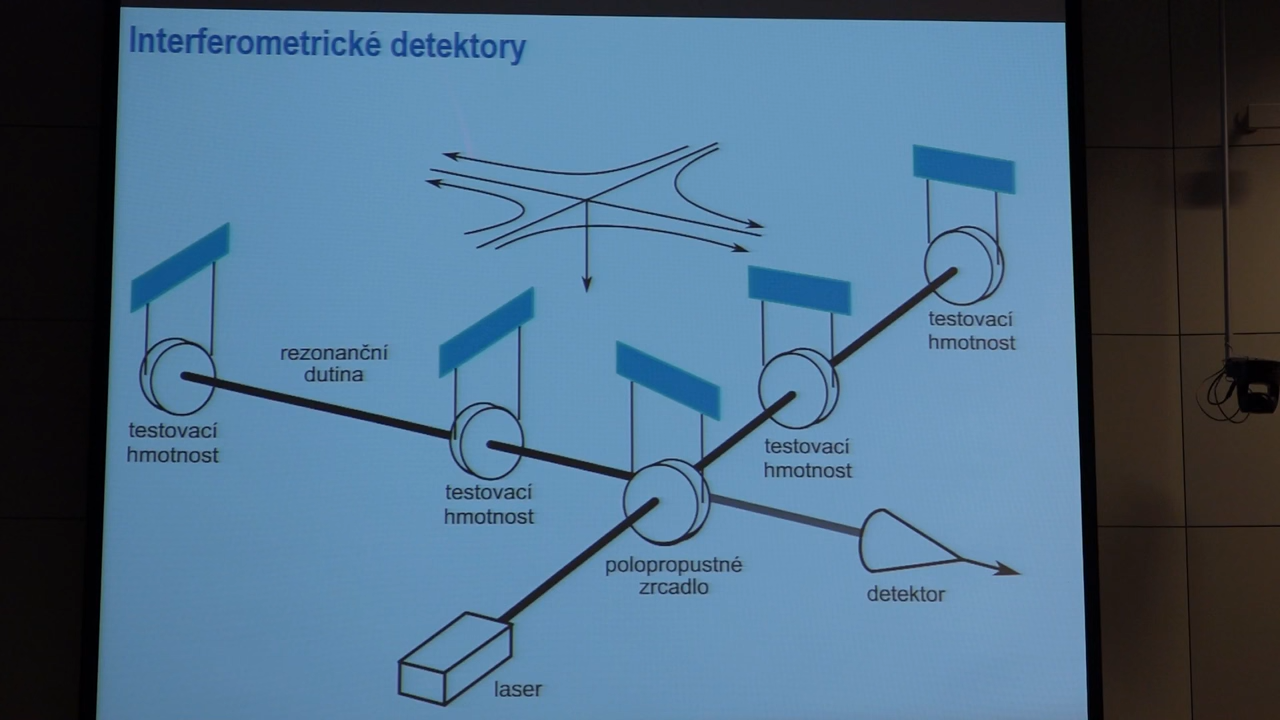 Interferometrické detektory
testovací
hmotnost
rezonanční
dutina
testovací
hmotnost
testovací
hmotnost
testovací
hmotnost
polopropustné
zrcadlo
detektor
laser